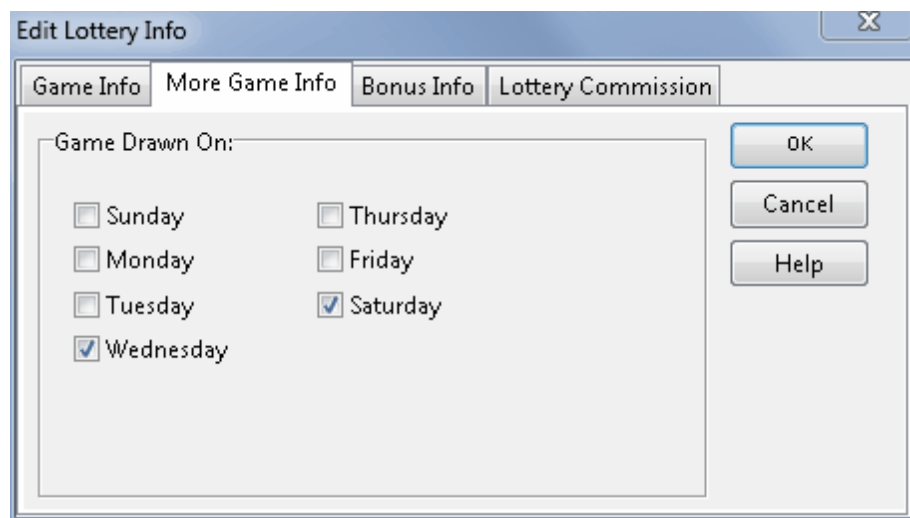 Edit Lottery Info
Game Info More Game Info Bonus Info Lottery Commission
Game Drawn On:
OK
Sunday Thursday
Cancel
Monday Friday
Help
Tuesday Saturday
Wednesday